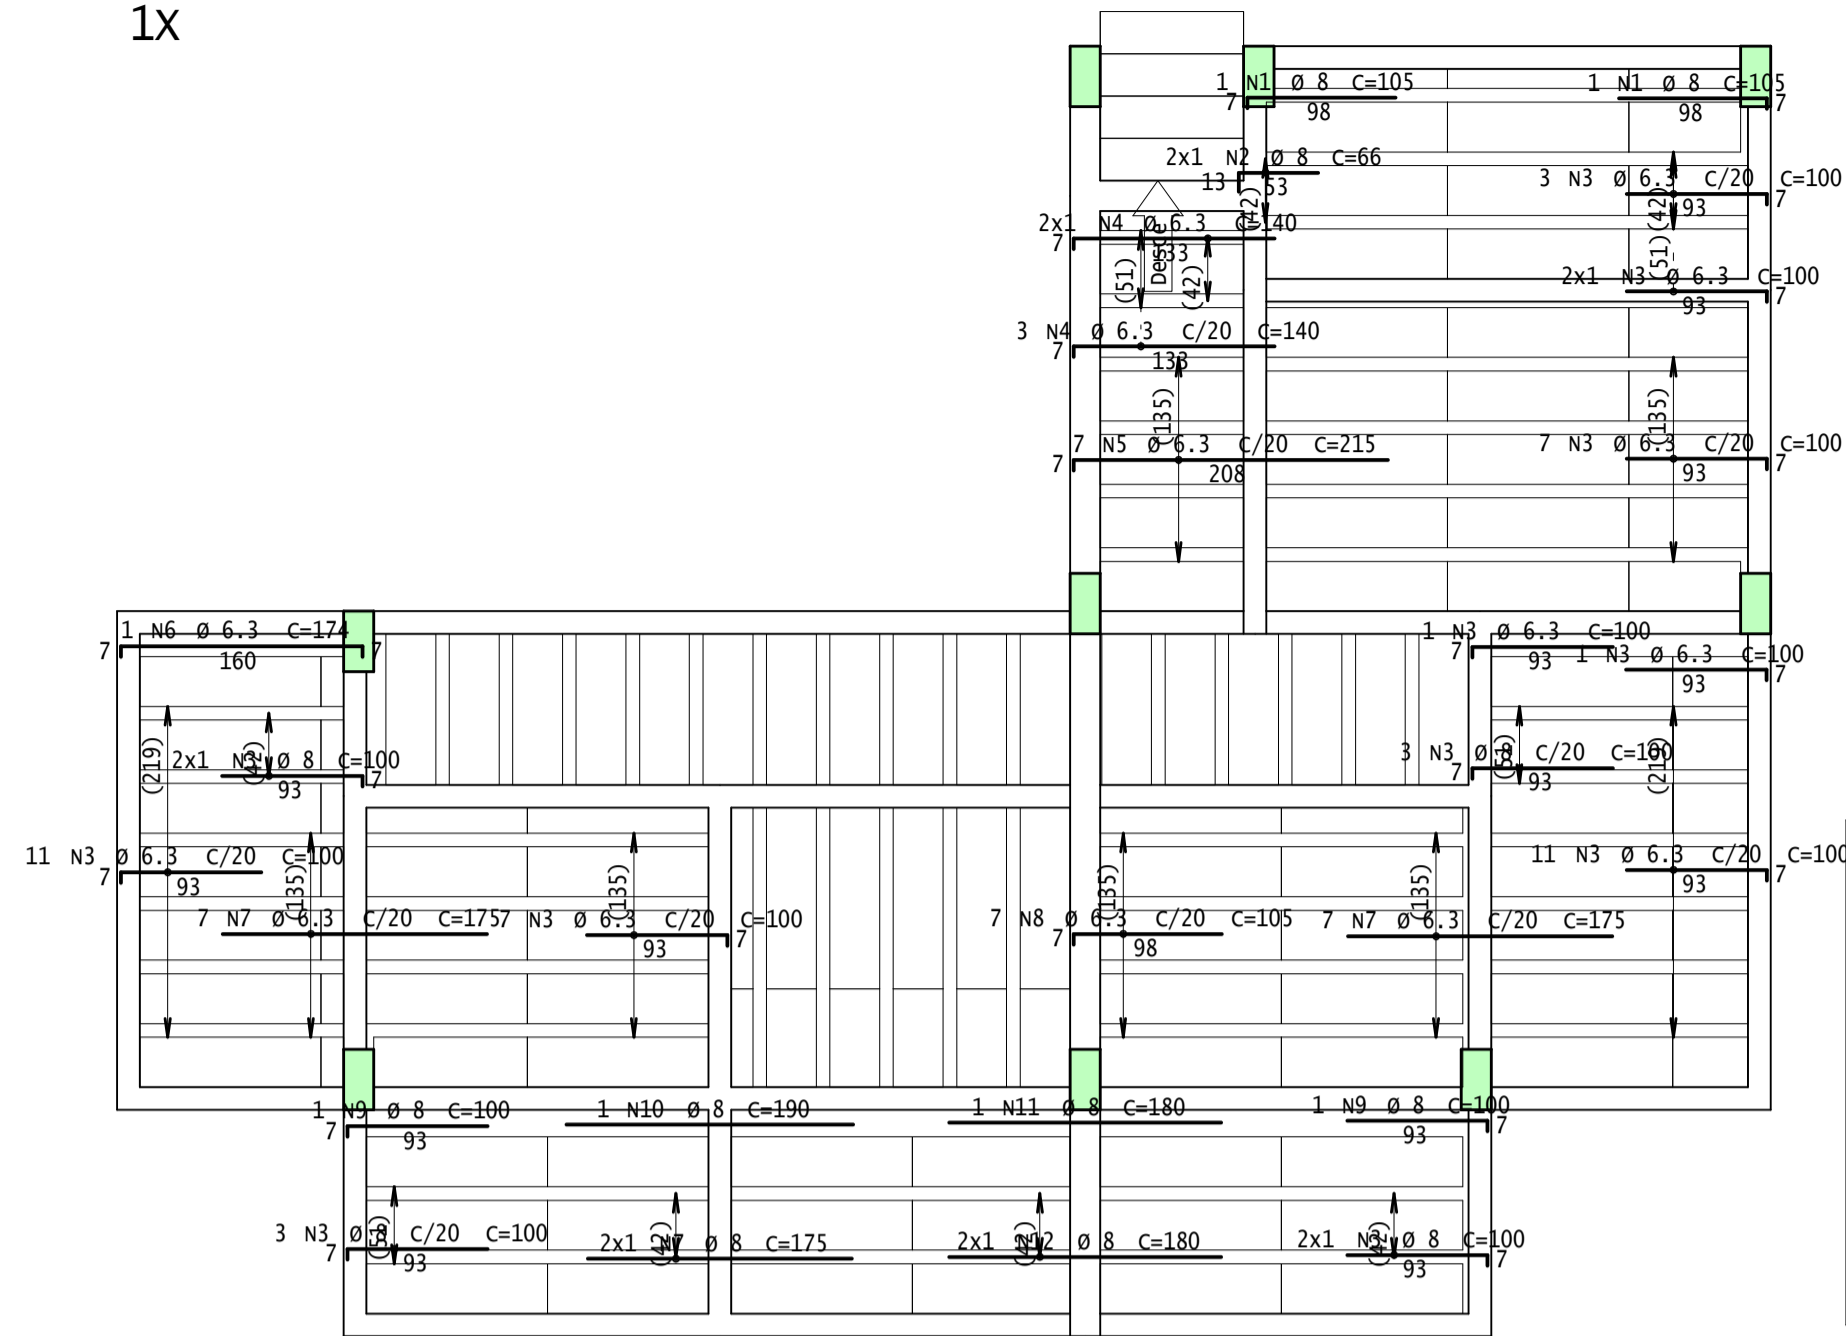 1X
1 N1 Ø 8 C=105
7
98
1 N1 Ø 8 C=105
98
7
2x1 N2 Ø 8 C=66
13
53
(42)
3 N3 Ø 6.3 C/20 C=100
(42)
93
7
2x1 N4 Ø 6.3 C=140
7
133
Desce
(51)
(42)
(51)
2x1 N3 Ø 6.3 C=100
93
7
3 N4 Ø 6.3 C/20 C=140
7
133
(135)
(135)
7 N5 Ø 6.3 C/20 C=215
7
208
7 N3 Ø 6.3 C/20 C=100
93
7
1 N6 Ø 6.3 C=174
7
160
7
1 N3 Ø 6.3 C=100
7
93
1 N3 Ø 6.3 C=100
93
7
(219)
(42)
2x1 N3 Ø 8 C=100
93
7
3 N3 Ø 8 C/20 C=100
(51)
(219)
7
93
11 N3 Ø 6.3 C/20 C=100
7
93
(135)
(135)
(135)
(135)
11 N3 Ø 6.3 C/20 C=100
93
7
7 N7 Ø 6.3 C/20 C=175
7 N3 Ø 6.3 C/20 C=100
93
7
7 N8 Ø 6.3 C/20 C=105
7
98
7 N7 Ø 6.3 C/20 C=175
1 N9 Ø 8 C=100
7
93
1 N10 Ø 8 C=190
1 N11 Ø 8 C=180
1 N9 Ø 8 C=100
93
7
3 N3 Ø 8 C/20 C=100
(51)
7
93
2x1 N7 Ø 8 C=175
(42)
2x1 N12 Ø 8 C=180
(42)
2x1 N3 Ø 8 C=100
(42)
93
7